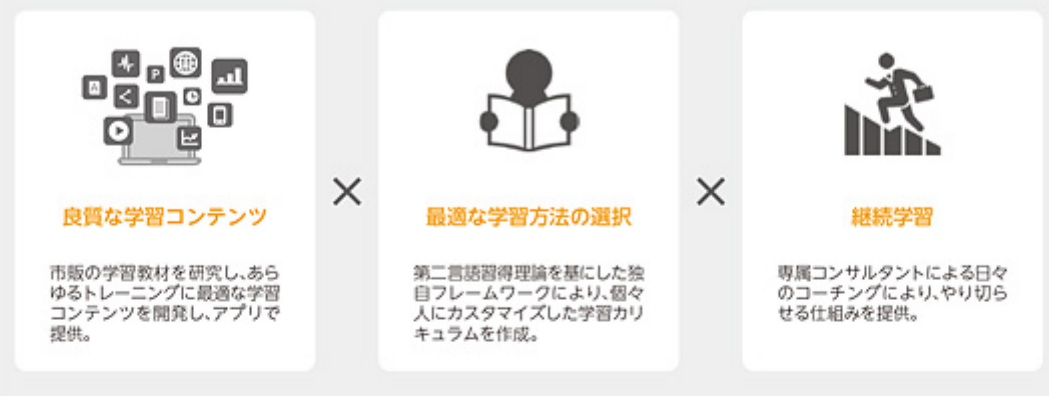 良質な学習コンテンツ
市販の学習教材を研究し、あら
ゆるトレーニングに最適な学習
コンテンツを開発し、アプリで
提供。
×
最適な学習方法の選択
第二言語習得理論を基にした独
自フレームワークにより、個々
人にカスタマイズした学習カリ
キュラムを作成。
×
継続学習
専属コンサルタントによる日々
のコーチングにより、やり切ら
せる仕組みを提供。